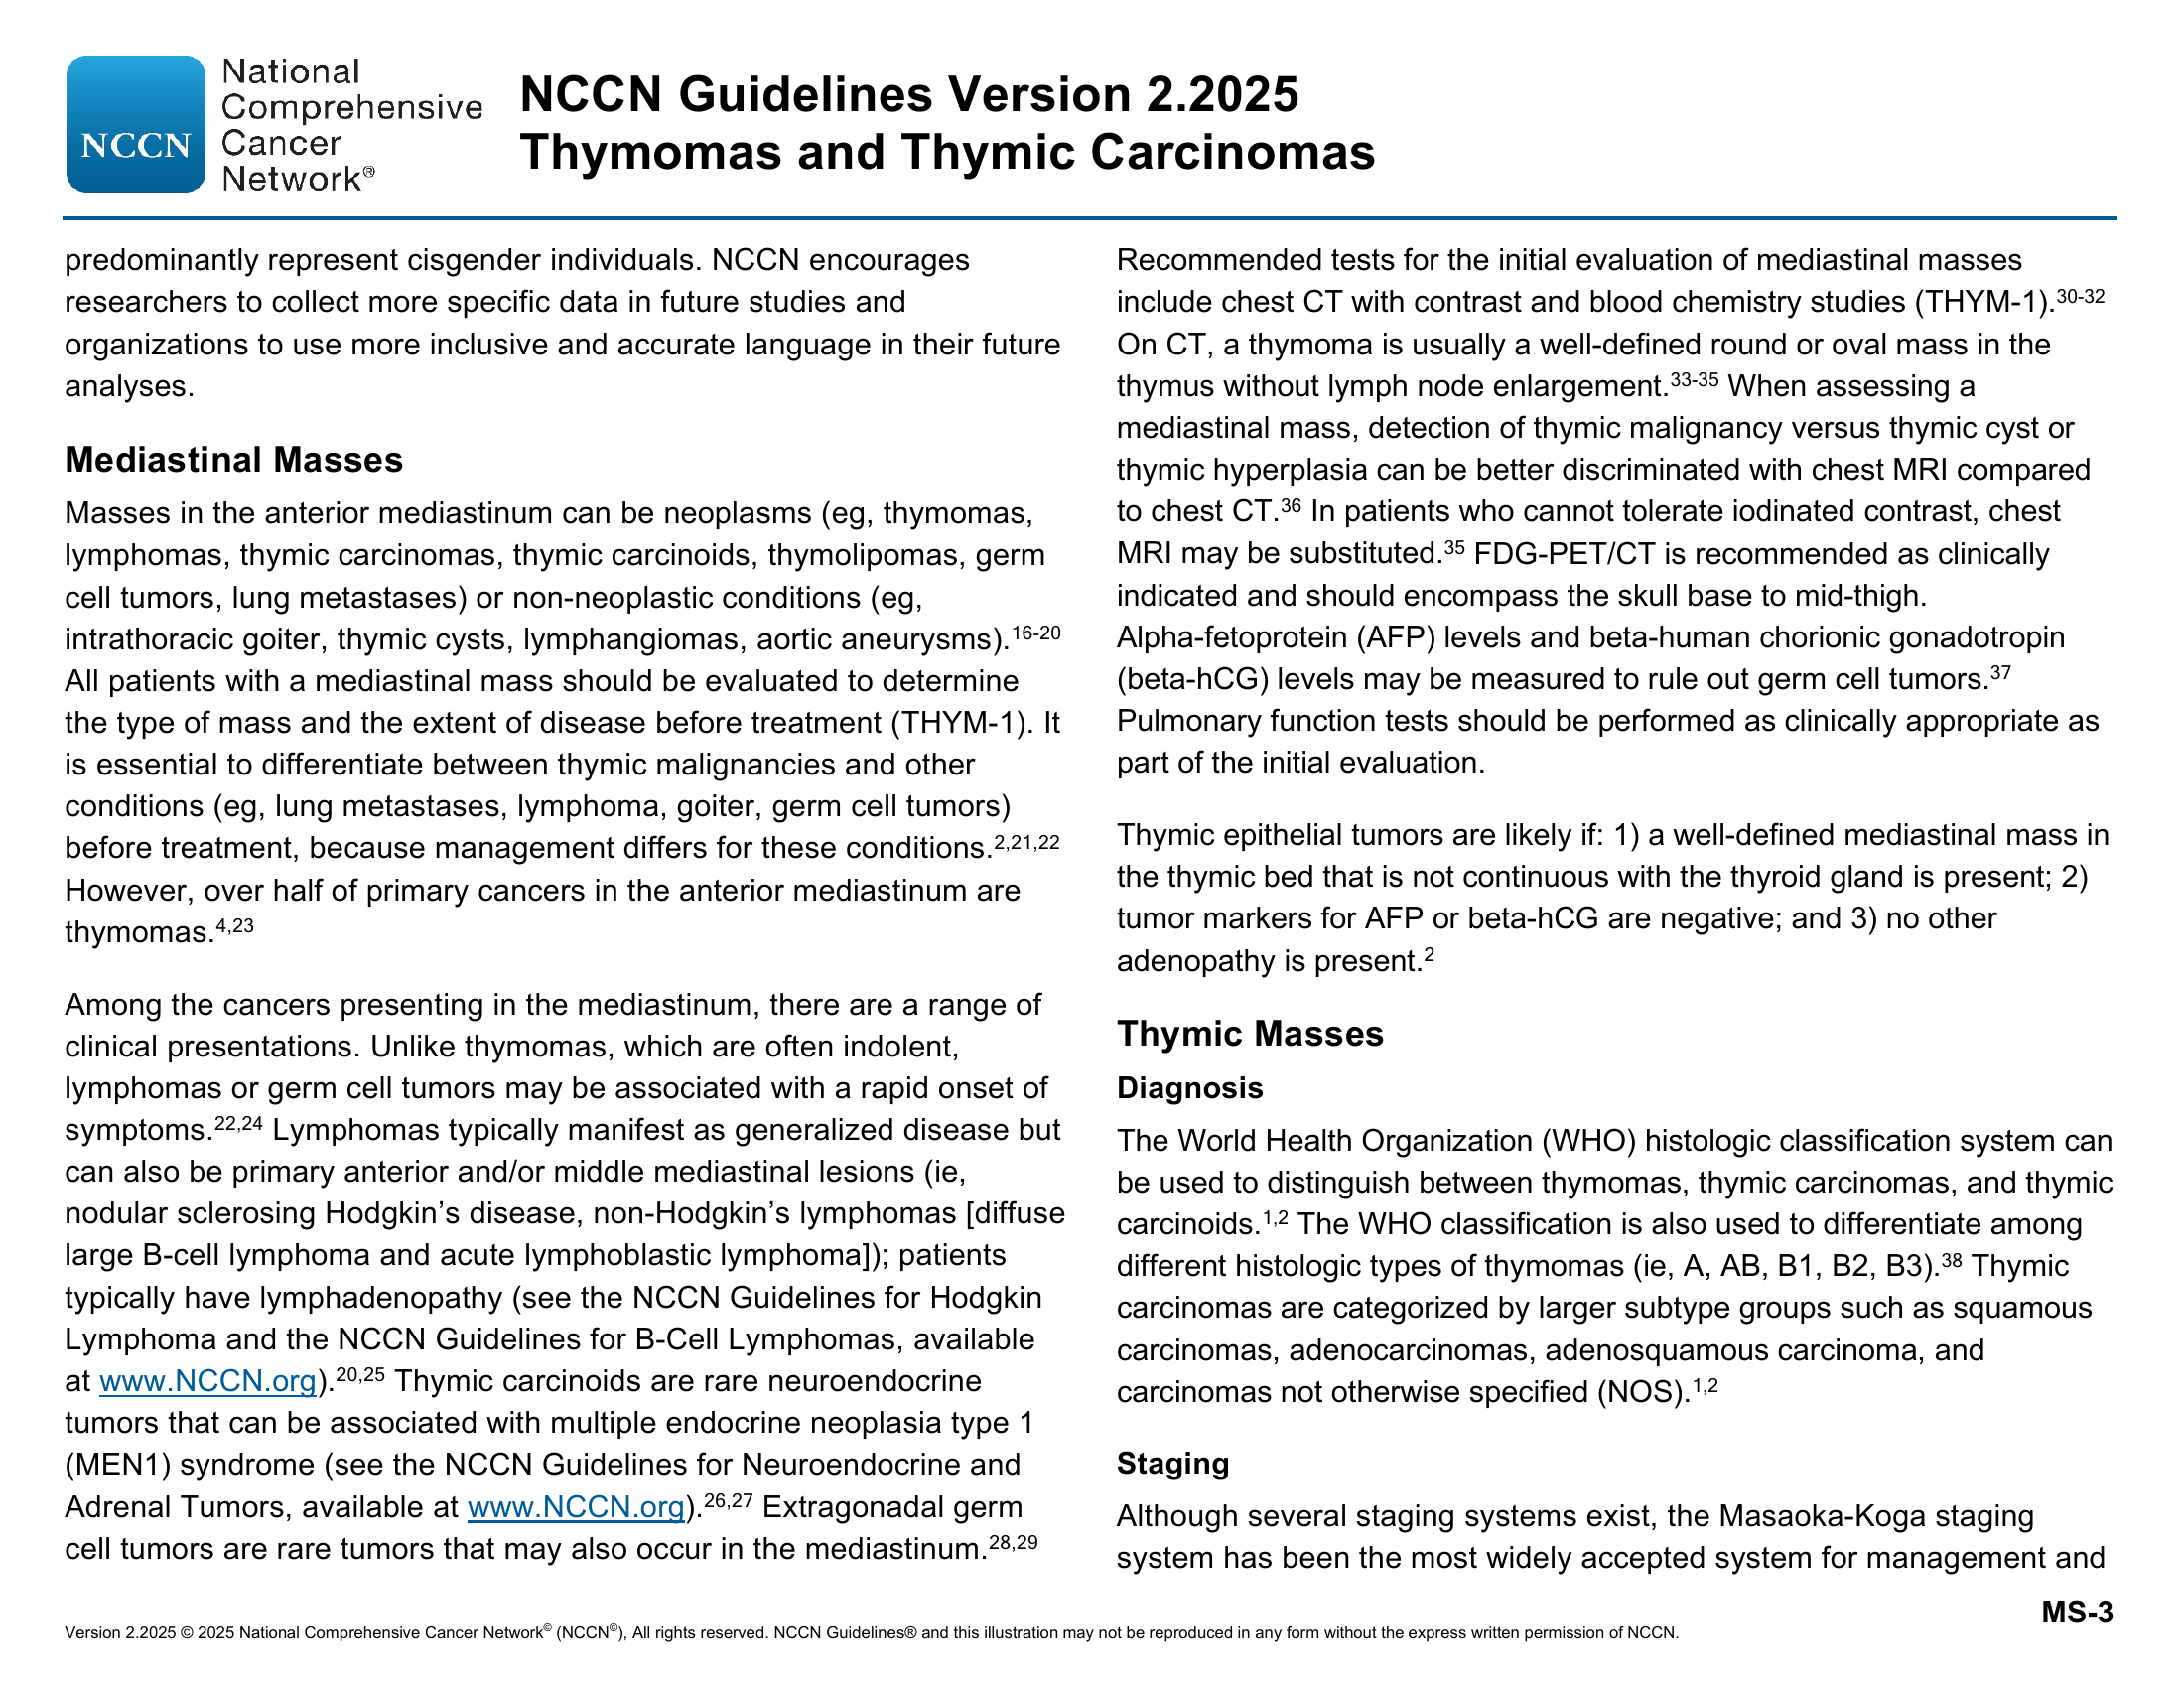 NCCN
National
Comprehensive
Cancer
Network®
NCCN Guidelines Version 2.2025
Thymomas and Thymic Carcinomas
predominantly represent cisgender individuals. NCCN encourages
researchers to collect more specific data in future studies and
organizations to use more inclusive and accurate language in their future
analyses.
Mediastinal Masses
Masses in the anterior mediastinum can be neoplasms (eg, thymomas,
lymphomas, thymic carcinomas, thymic carcinoids, thymolipomas, germ
cell tumors, lung metastases) or non-neoplastic conditions (eg,
intrathoracic goiter, thymic cysts, lymphangiomas, aortic aneurysms).16-20
All patients with a mediastinal mass should be evaluated to determine
the type of mass and the extent of disease before treatment (THYM-1). It
is essential to differentiate between thymic malignancies and other
conditions (eg, lung metastases, lymphoma, goiter, germ cell tumors)
before treatment, because management differs for these conditions.2,21,22
However, over half of primary cancers in the anterior mediastinum are
thymomas.4,23
Among the cancers presenting in the mediastinum, there are a range of
clinical presentations. Unlike thymomas, which are often indolent,
lymphomas or germ cell tumors may be associated with a rapid onset of
symptoms.22,24 Lymphomas typically manifest as generalized disease but
can also be primary anterior and/or middle mediastinal lesions (ie,
nodular sclerosing Hodgkin’s disease, non-Hodgkin’s lymphomas [diffuse
large B-cell lymphoma and acute lymphoblastic lymphoma]); patients
typically have lymphadenopathy (see the NCCN Guidelines for Hodgkin
Lymphoma and the NCCN Guidelines for B-Cell Lymphomas, available
at www.NCCN.org).20,25 Thymic carcinoids are rare neuroendocrine
tumors that can be associated with multiple endocrine neoplasia type 1
(MEN1) syndrome (see the NCCN Guidelines for Neuroendocrine and
Adrenal Tumors, available at www.NCCN.org).26,27 Extragonadal germ
cell tumors are rare tumors that may also occur in the mediastinum.28,29
Recommended tests for the initial evaluation of mediastinal masses
include chest CT with contrast and blood chemistry studies (THYM-1).30-32
On CT, a thymoma is usually a well-defined round or oval mass in the
thymus without lymph node enlargement.33-35 When assessing a
mediastinal mass, detection of thymic malignancy versus thymic cyst or
thymic hyperplasia can be better discriminated with chest MRI compared
to chest CT.36 In patients who cannot tolerate iodinated contrast, chest
MRI may be substituted.35 FDG-PET/CT is recommended as clinically
indicated and should encompass the skull base to mid-thigh.
Alpha-fetoprotein (AFP) levels and beta-human chorionic gonadotropin
(beta-hCG) levels may be measured to rule out germ cell tumors.37
Pulmonary function tests should be performed as clinically appropriate as
part of the initial evaluation.
Thymic epithelial tumors are likely if: 1) a well-defined mediastinal mass in
the thymic bed that is not continuous with the thyroid gland is present; 2)
tumor markers for AFP or beta-hCG are negative; and 3) no other
adenopathy is present.2
Thymic Masses
Diagnosis
The World Health Organization (WHO) histologic classification system can
be used to distinguish between thymomas, thymic carcinomas, and thymic
carcinoids.1,2 The WHO classification is also used to differentiate among
different histologic types of thymomas (ie, A, AB, B1, B2, B3).38 Thymic
carcinomas are categorized by larger subtype groups such as squamous
carcinomas, adenocarcinomas, adenosquamous carcinoma, and
carcinomas not otherwise specified (NOS).1,2
Staging
Although several staging systems exist, the Masaoka-Koga staging
system has been the most widely accepted system for management and
MS-3
Version 2.2025 © 2025 National Comprehensive Cancer Network© (NCCN©), All rights reserved. NCCN Guidelines® and this illustration may not be reproduced in any form without the express written permission of NCCN.